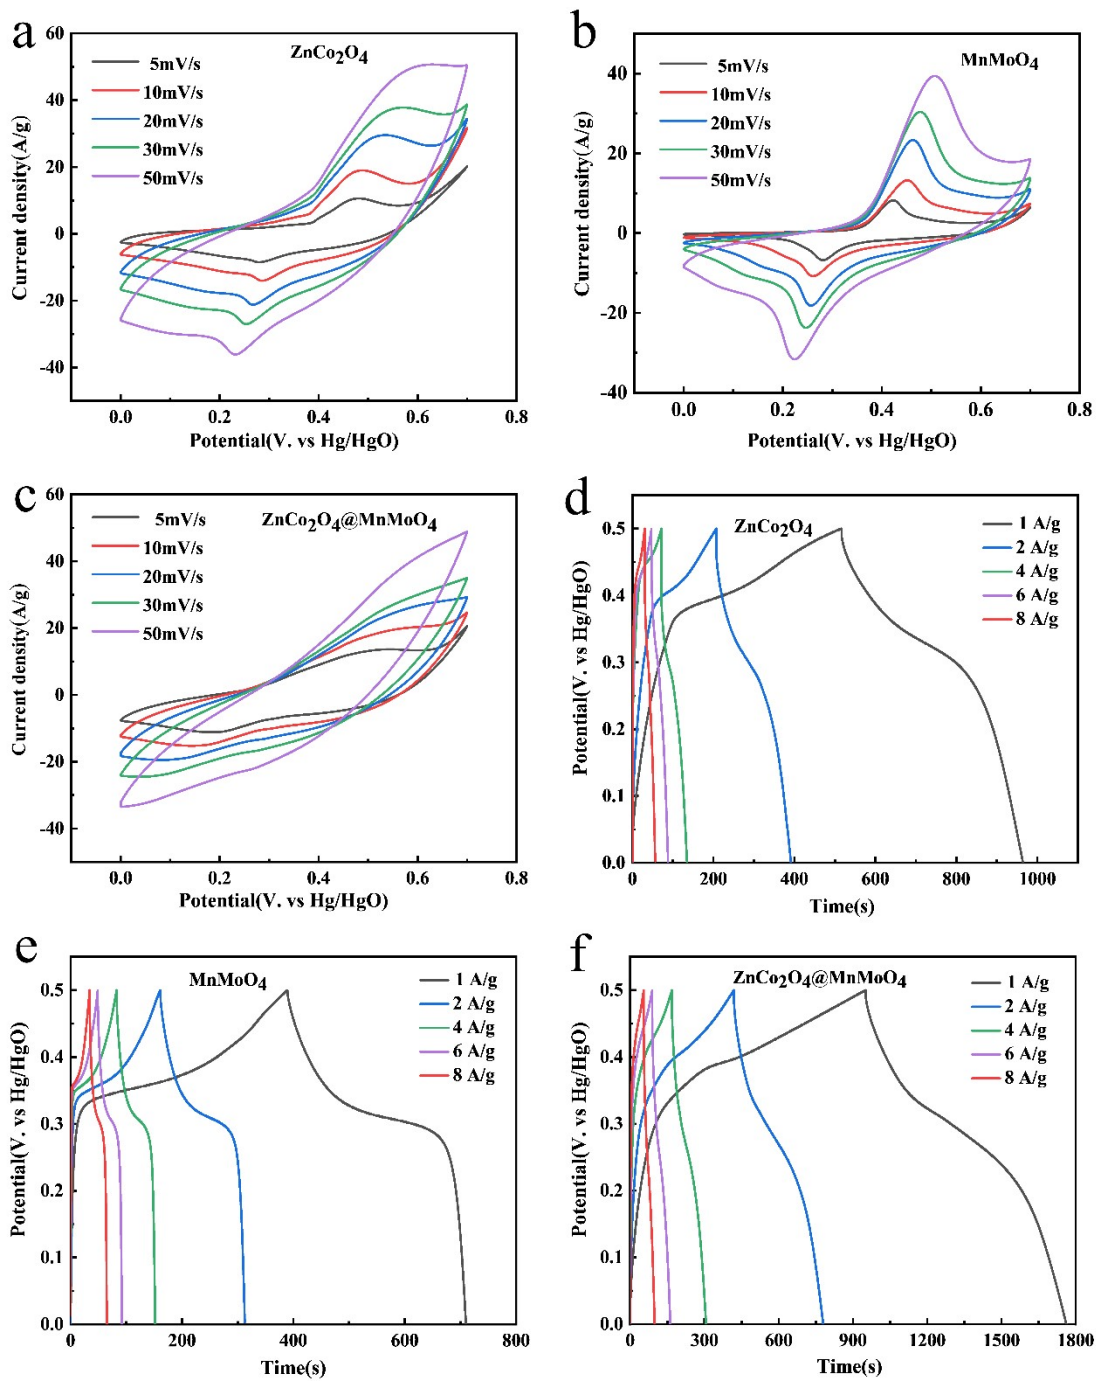 a
ZnCo2O4
5mV/s
10mV/s
20mV/s
30mV/s
50mV/s
60
40
20
0
-20
-40
Current density(A/g)
0.0 0.2 0.4 0.6 0.8
Potential(V. vs Hg/HgO)
b
MnMoO4
5mV/s
10mV/s
20mV/s
30mV/s
50mV/s
40
20
0
-20
-40
Current density(A/g)
0.0 0.2 0.4 0.6 0.8
Potential(V. vs Hg/HgO)
c
ZnCo2O4@MnMoO4
5mV/s
10mV/s
20mV/s
30mV/s
50mV/s
60
40
20
0
-20
-40
Current density(A/g)
0.0 0.2 0.4 0.6 0.8
Potential(V. vs Hg/HgO)
d
ZnCo2O4
1 A/g
2 A/g
4 A/g
6 A/g
8 A/g
0.5
0.4
0.3
0.2
0.1
0.0
Potential(V. vs Hg/HgO)
0 200 400 600 800 1000
Time(s)
e
MnMoO4
1 A/g
2 A/g
4 A/g
6 A/g
8 A/g
0.5
0.4
0.3
0.2
0.1
0.0
Potential(V. vs Hg/HgO)
0 200 400 600 800
Time(s)
f
ZnCo2O4@MnMoO4
1 A/g
2 A/g
4 A/g
6 A/g
8 A/g
0.5
0.4
0.3
0.2
0.1
0.0
Potential(V. vs Hg/HgO)
0 300 600 900 1200 1500 1800
Time(s)